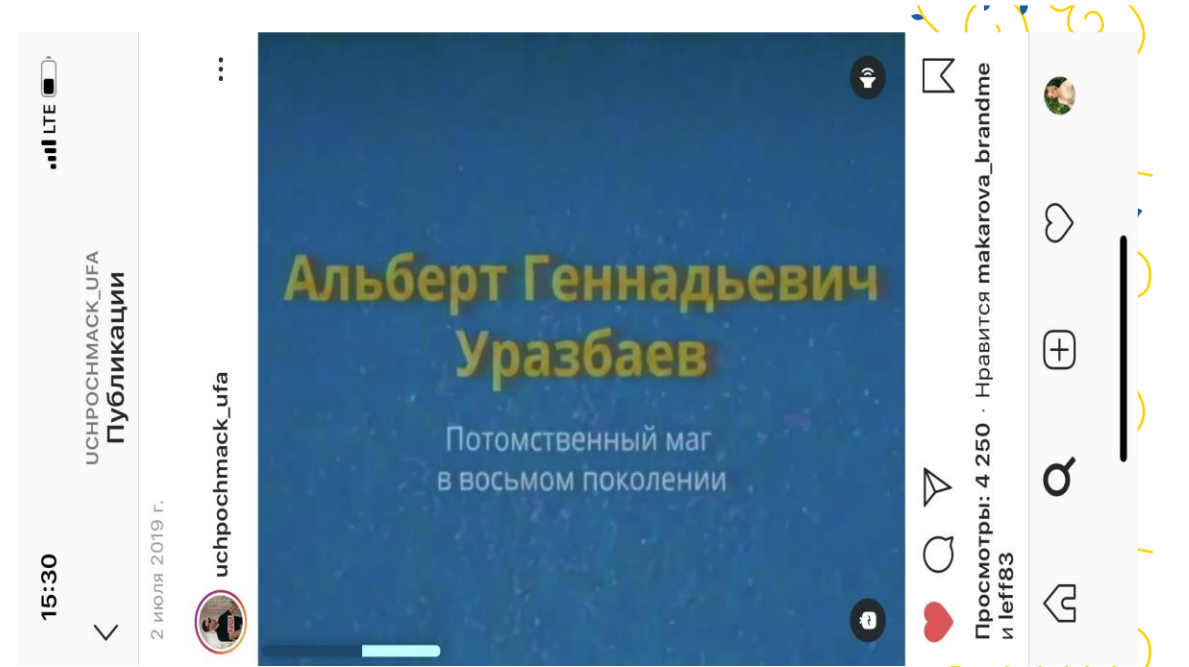 15:30
LTE
UCHPOCHMACK_UFA
Публикации
2 июля 2019 г.
uchpochmack_ufa
Альберт Геннадьевич
Уразбаев
Потомственный маг
в восьмом поколении
Просмотры: 4 250 · Нравится makarova_brandme
и leff83